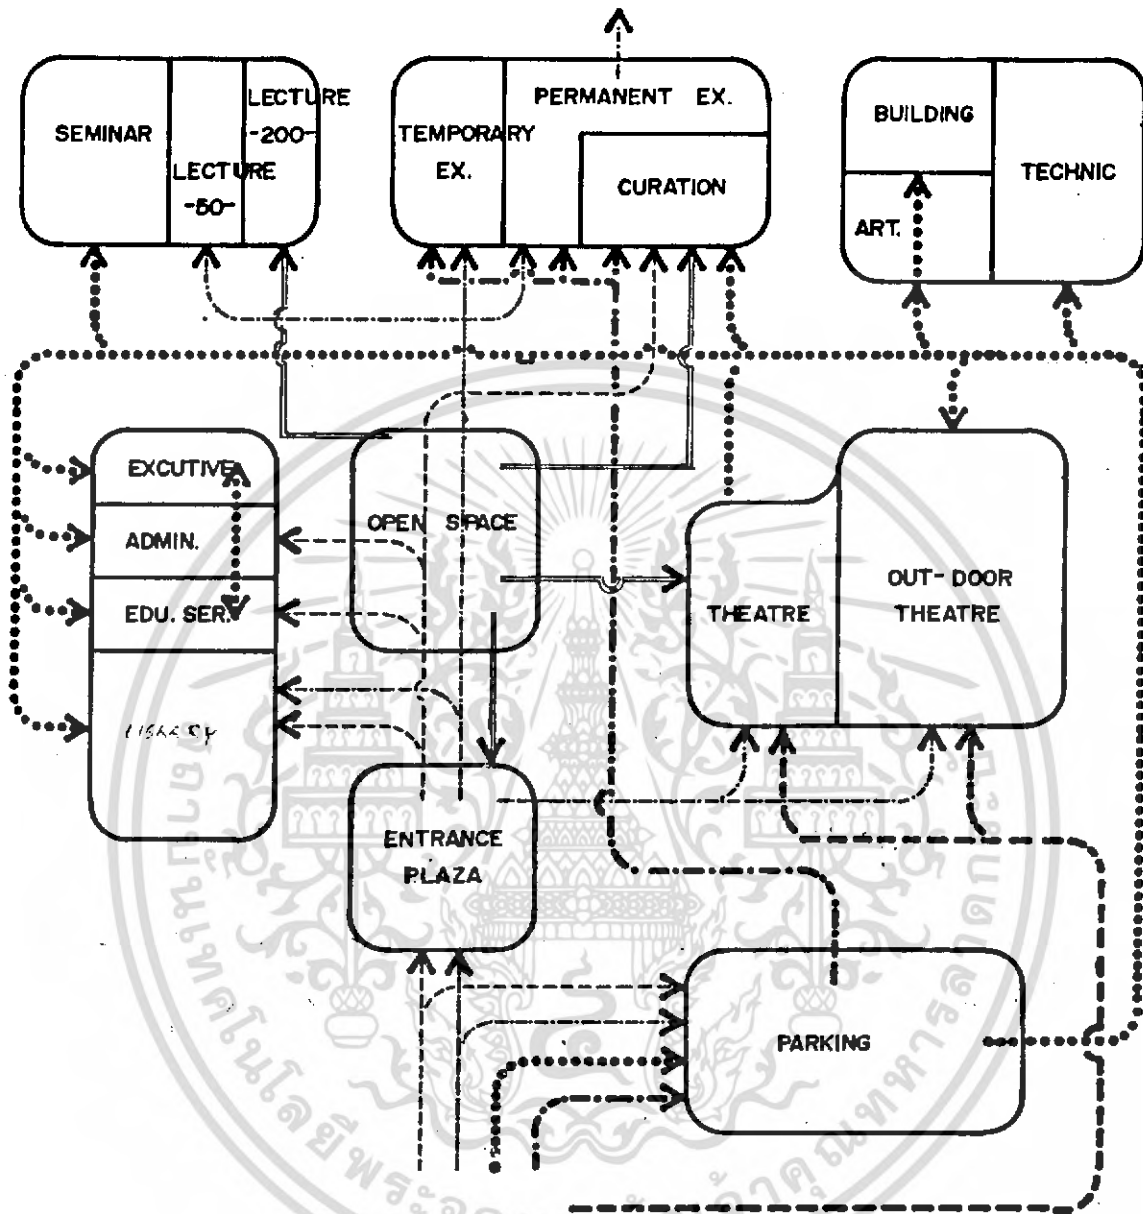 LECTURE
-200-
SEMINAR
LECTURE
-50-
PERMANENT EX.
TEMPORARY
EX.
CURATION
BUILDING
TECHNIC
ART.
EXCUTIVE
ADMIN.
EDU. SER.
OPEN SPACE
THEATRE
OUT-DOOR
THEATRE
ENTRANCE
PLAZA
PARKING